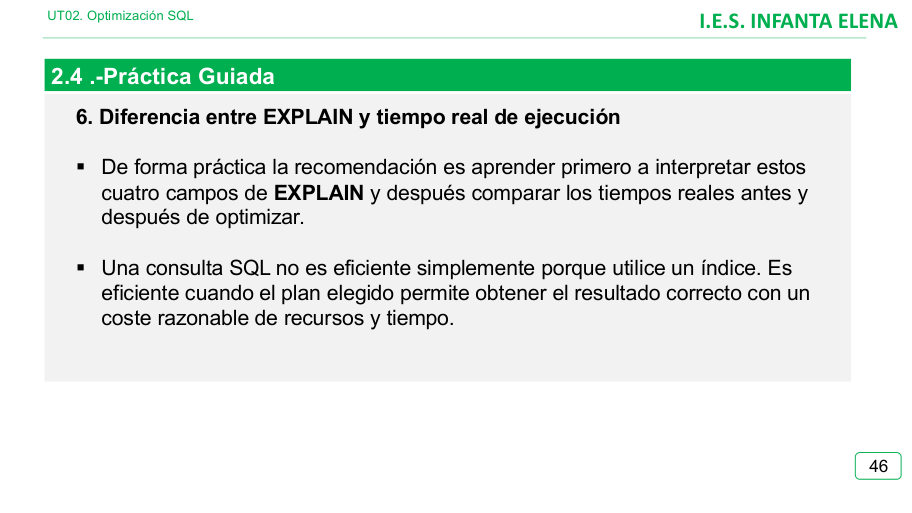 UT02. Optimización SQL
I.E.S. INFANTA ELENA
2.4 .-Práctica Guiada
6. Diferencia entre EXPLAIN y tiempo real de ejecución
▪ De forma práctica la recomendación es aprender primero a interpretar estos
cuatro campos de EXPLAIN y después comparar los tiempos reales antes y
después de optimizar.
▪ Una consulta SQL no es eficiente simplemente porque utilice un índice. Es
eficiente cuando el plan elegido permite obtener el resultado correcto con un
coste razonable de recursos y tiempo.
46